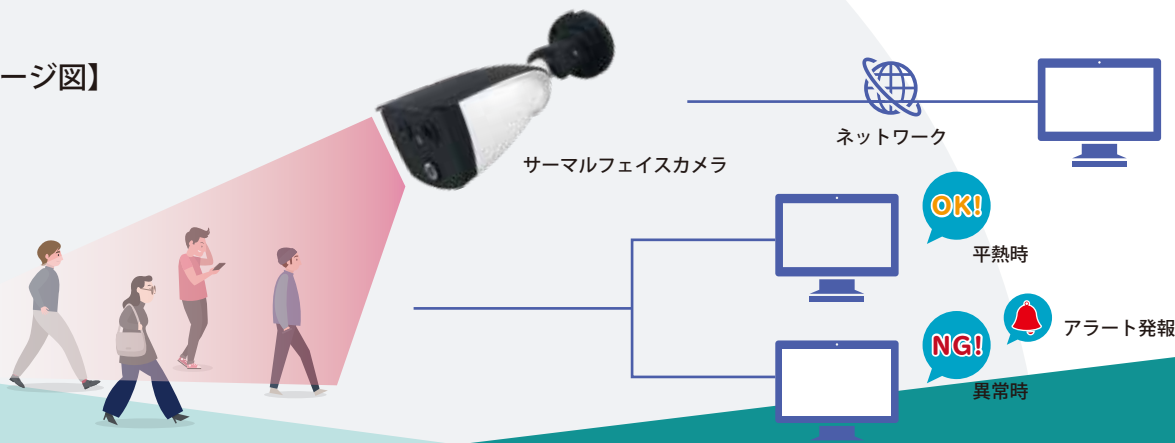 ージ図】
ネットワーク
サーマルフェイスカメラ
OK!
平熱時
アラート発報
NG!
異常時